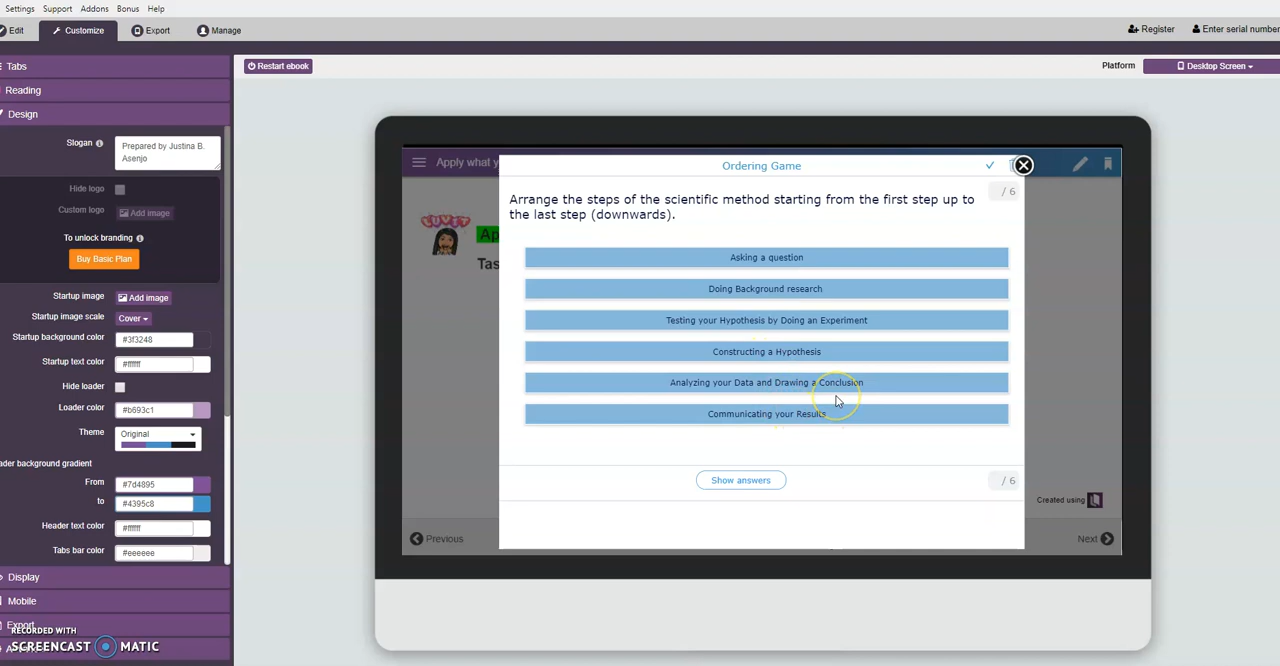 Settings Support Addons Bonus Help
Edit Customize Export Manage
Register Enter serial number
Tabs
Restart ebook
Platform Desktop Screen
Reading
Design
Slogan
Prepared by Justina B.
Asenjo
Hide logo
Custom logo Add image
To unlock branding
Buy Basic Plan
Startup image Add image
Startup image scale Cover
Startup background color #3f3248
Startup text color #ffffff
Hide loader
Loader color #b693c1
Theme Original
ader background gradient
From #7d4895
to #4395c8
Header text color #ffffff
Tabs bar color #eeeeee
Display
Mobile
Export
RECORDED WITH
SCREENCAST MATIC
Apply what y
Ordering Game
/ 6
Arrange the steps of the scientific method starting from the first step up to
the last step (downwards).
Ap
Tas
Asking a question
Doing Background research
Testing your Hypothesis by Doing an Experiment
Constructing a Hypothesis
Analyzing your Data and Drawing a Conclusion
Communicating your Results
Show answers
/ 6
Created using
Previous
Next